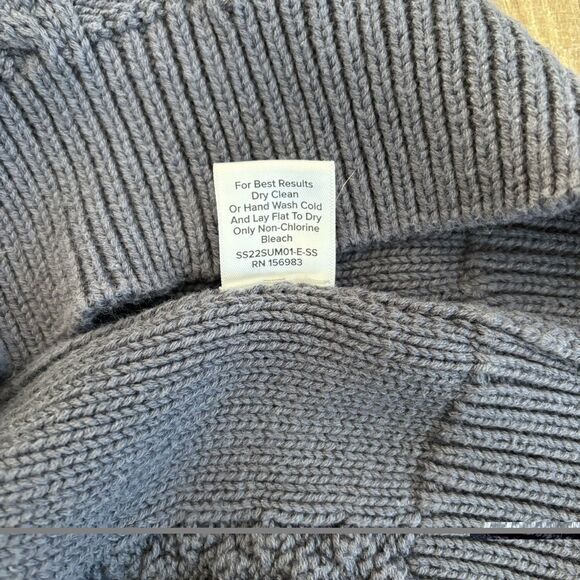 For Best Results
Dry Clean
Or Hand Wash Cold
And Lay Flat To Dry
Only Non-Chlorine
Bleach
SS22SUM01-E-SS
RN 156983